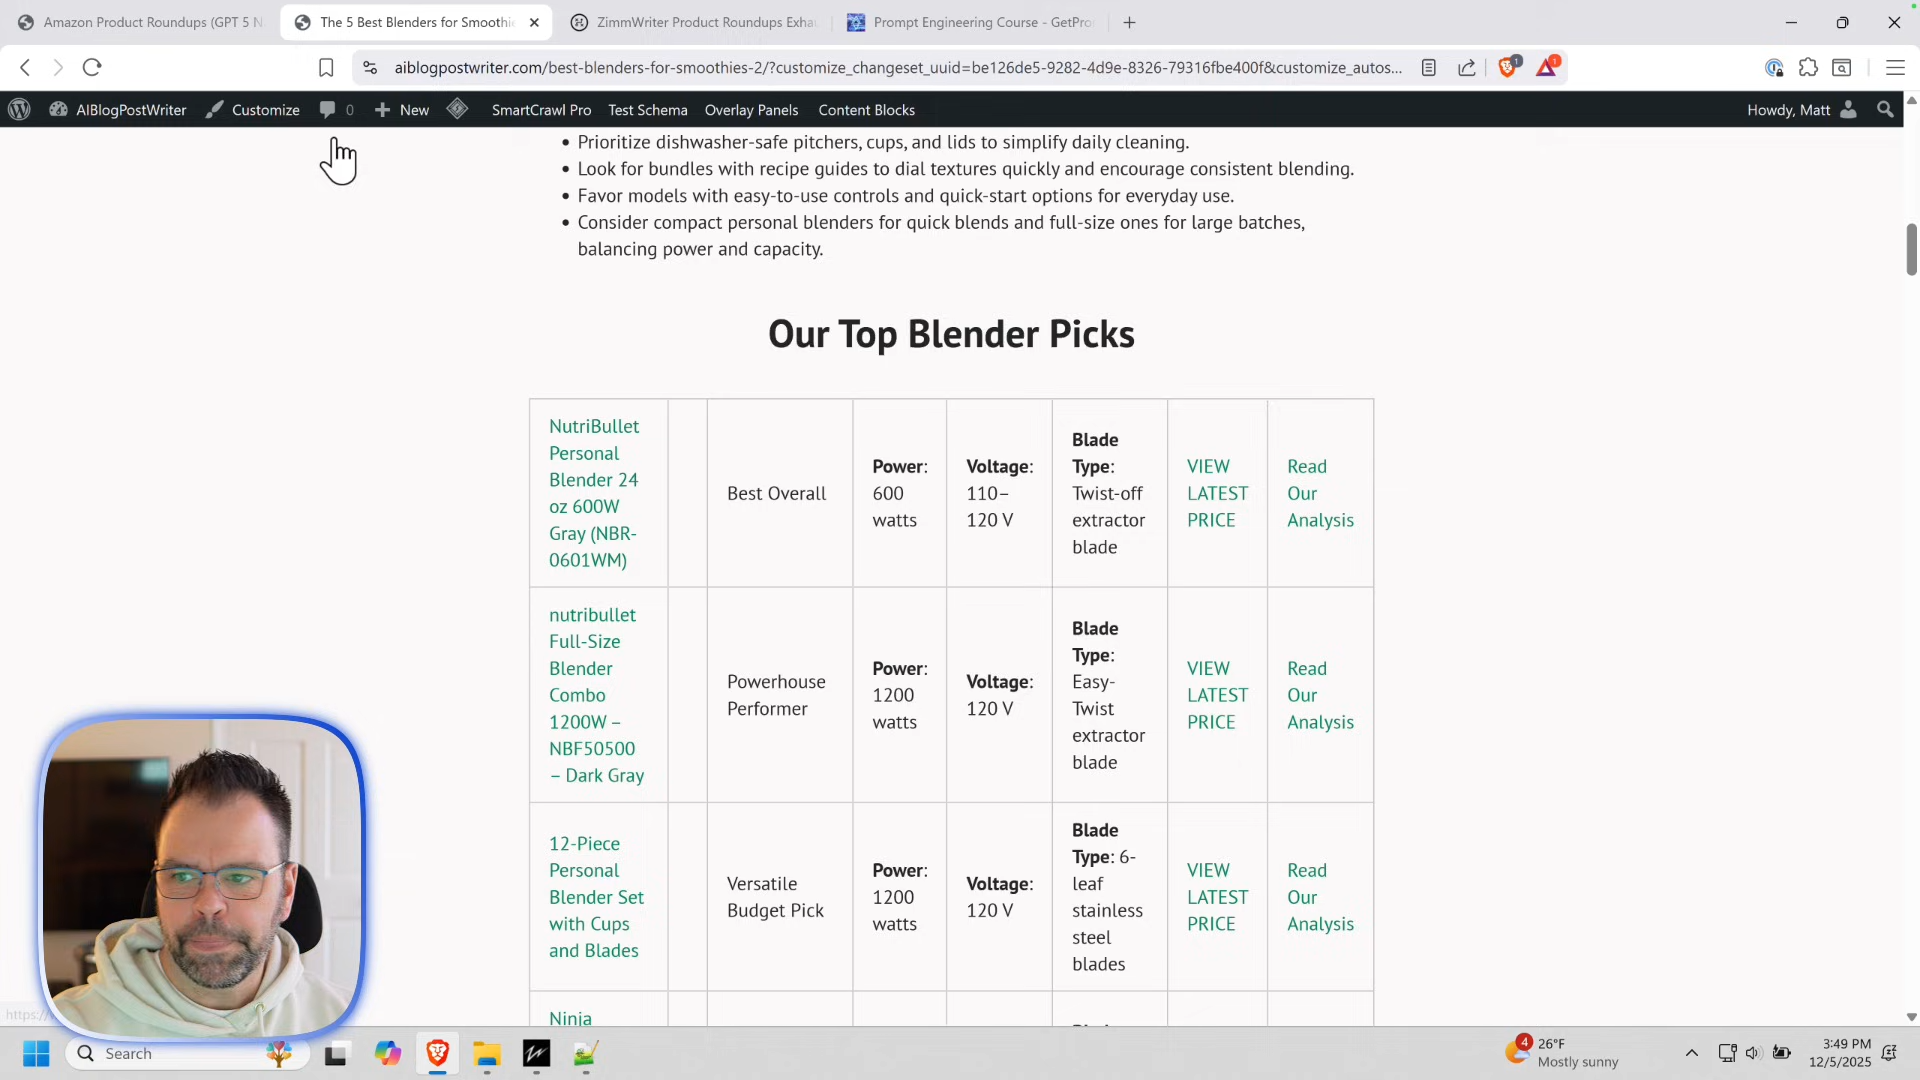 Amazon Product Roundups (GPT 5 N
The 5 Best Blenders for Smoothie
ZimmWriter Product Roundups Exha
Prompt Engineering Course - GetPro
aiblogpostwriter.com/best-blenders-for-smoothies-2/?customize_changeset_uuid=be126de5-9282-4d9e-8326-79316fbe400f&customize_autos...
1
1
AIBlogPostWriter
Customize
0
New
SmartCrawl Pro
Test Schema
Overlay Panels
Content Blocks
Howdy, Matt
Prioritize dishwasher-safe pitchers, cups, and lids to simplify daily cleaning.
Look for bundles with recipe guides to dial textures quickly and encourage consistent blending.
Favor models with easy-to-use controls and quick-start options for everyday use.
Consider compact personal blenders for quick blends and full-size ones for large batches,
balancing power and capacity.
Our Top Blender Picks
NutriBullet
Personal
Blender 24
oz 600W
Gray (NBR-
0601WM)
Best Overall
Power:
600
watts
Voltage:
110–
120 V
Blade
Type:
Twist-off
extractor
blade
VIEW
LATEST
PRICE
Read
Our
Analysis
nutribullet
Full-Size
Blender
Combo
1200W –
NBF50500
– Dark Gray
Powerhouse
Performer
Power:
1200
watts
Voltage:
120 V
Blade
Type:
Easy-
Twist
extractor
blade
VIEW
LATEST
PRICE
Read
Our
Analysis
12-Piece
Personal
Blender Set
with Cups
and Blades
Versatile
Budget Pick
Power:
1200
watts
Voltage:
120 V
Blade
Type: 6-
leaf
stainless
steel
blades
VIEW
LATEST
PRICE
Read
Our
Analysis
Ninja
https:/
Search
4
26°F
Mostly sunny
3:49 PM
12/5/2025